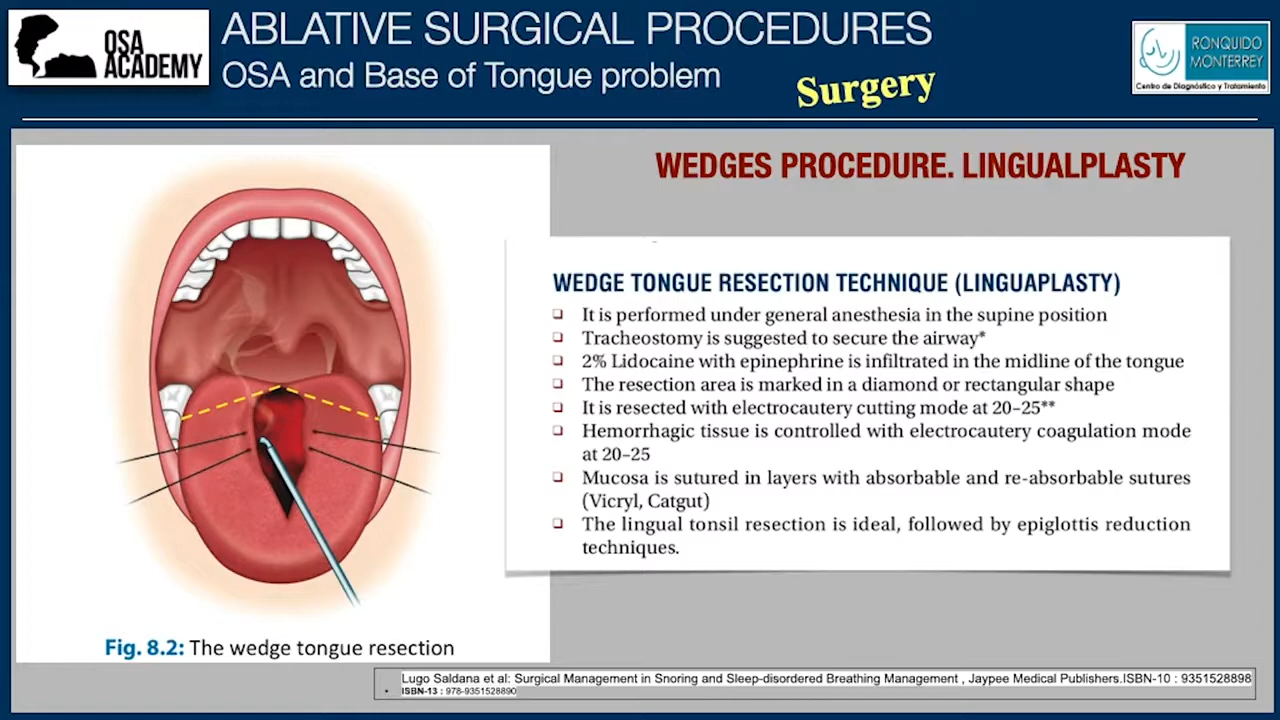 OSA
ACADEMY
ABLATIVE SURGICAL PROCEDURES
OSA and Base of Tongue problem
Surgery
RONQUIDO
MONTERREY
Centro de Diagnóstico y Tratamiento
WEDGES PROCEDURE. LINGUALPLASTY
WEDGE TONGUE RESECTION TECHNIQUE (LINGUAPLASTY)
❑ It is performed under general anesthesia in the supine position
❑ Tracheostomy is suggested to secure the airway*
❑ 2% Lidocaine with epinephrine is infiltrated in the midline of the tongue
❑ The resection area is marked in a diamond or rectangular shape
❑ It is resected with electrocautery cutting mode at 20–25**
❑ Hemorrhagic tissue is controlled with electrocautery coagulation mode
at 20–25
❑ Mucosa is sutured in layers with absorbable and re-absorbable sutures
(Vicryl, Catgut)
❑ The lingual tonsil resection is ideal, followed by epiglottis reduction
techniques.
Fig. 8.2: The wedge tongue resection
Lugo Saldana et al: Surgical Management in Snoring and Sleep-disordered Breathing Management , Jaypee Medical Publishers.ISBN-10 : 9351528898
• ISBN-13 : 978-9351528890